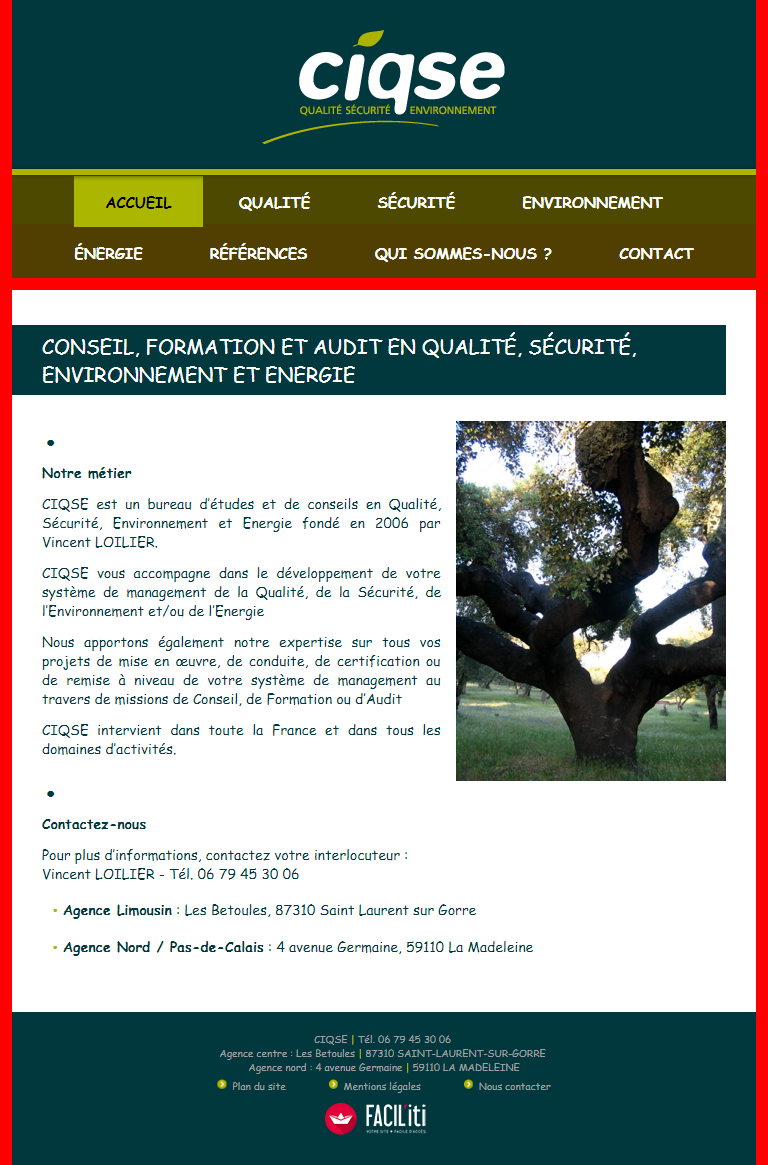 ciqse
QUALITÉ SÉCURITÉ ENVIRONNEMENT
ACCUEIL QUALITÉ SÉCURITÉ ENVIRONNEMENT
ÉNERGIE RÉFÉRENCES QUI SOMMES-NOUS ? CONTACT
CONSEIL, FORMATION ET AUDIT EN QUALITÉ, SÉCURITÉ,
ENVIRONNEMENT ET ENERGIE
•
Notre métier
CIQSE est un bureau d'études et de conseils en Qualité,
Sécurité, Environnement et Energie fondé en 2006 par
Vincent LOILIER.
CIQSE vous accompagne dans le développement de votre
système de management de la Qualité, de la Sécurité, de
l'Environnement et/ou de l'Energie
Nous apportons également notre expertise sur tous vos
projets de mise en œuvre, de conduite, de certification ou
de remise à niveau de votre système de management au
travers de missions de Conseil, de Formation ou d'Audit
CIQSE intervient dans toute la France et dans tous les
domaines d'activités.
•
Contactez-nous
Pour plus d'informations, contactez votre interlocuteur :
Vincent LOILIER - Tél. 06 79 45 30 06
• Agence Limousin : Les Betoules, 87310 Saint Laurent sur Gorre
• Agence Nord / Pas-de-Calais : 4 avenue Germaine, 59110 La Madeleine
CIQSE | Tél. 06 79 45 30 06
Agence centre : Les Betoules | 87310 SAINT-LAURENT-SUR-GORRE
Agence nord : 4 avenue Germaine | 59110 LA MADELEINE
Plan du site Mentions légales Nous contacter
FACIL'iti
VOTRE SITE • FACILE D'ACCÈS